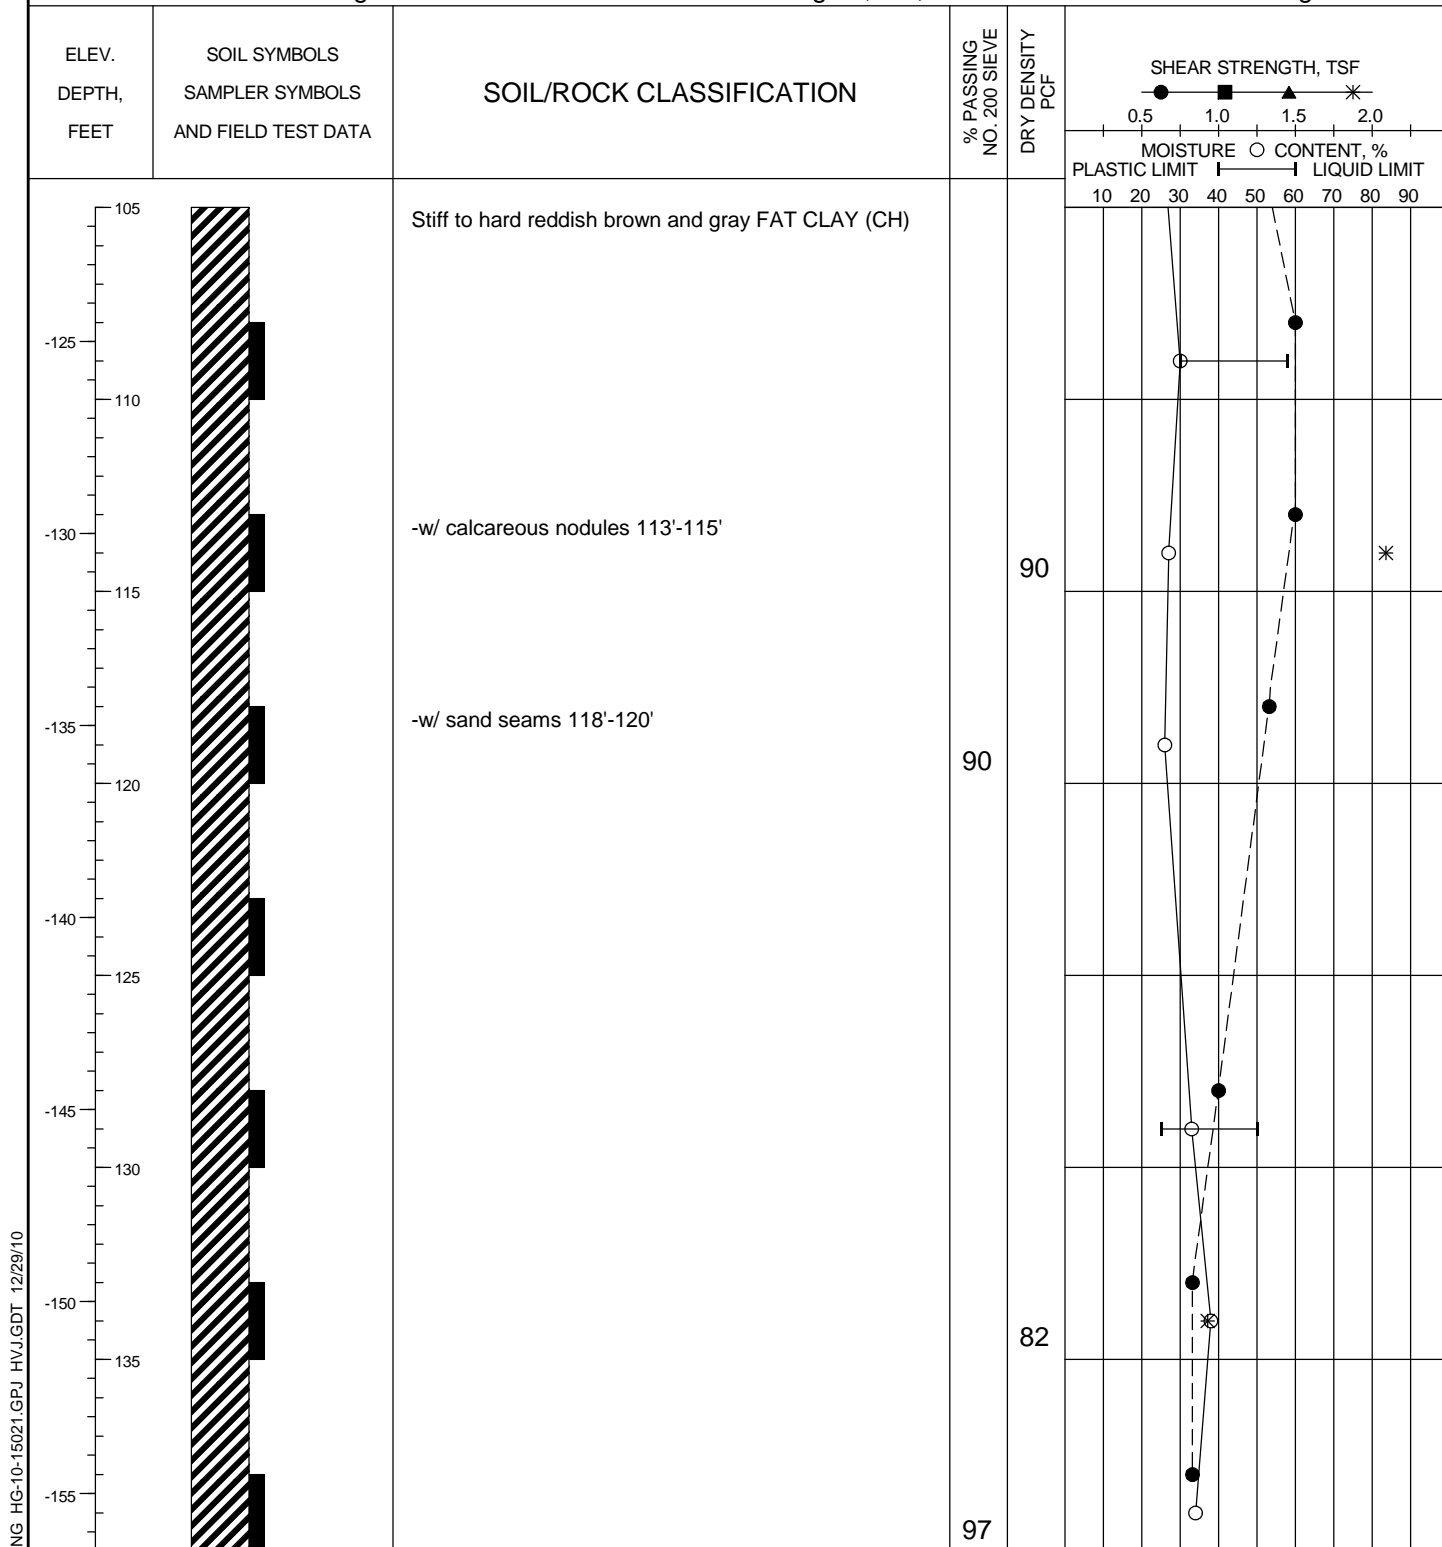 ELEV.
DEPTH,
FEET
SOIL SYMBOLS
SAMPLER SYMBOLS
AND FIELD TEST DATA
SOIL/ROCK CLASSIFICATION
% PASSING
NO. 200 SIEVE
DRY DENSITY
PCF
SHEAR STRENGTH, TSF
0.5 1.0 1.5 2.0
MOISTURE CONTENT, %
PLASTIC LIMIT LIQUID LIMIT
10 20 30 40 50 60 70 80 90
105
Stiff to hard reddish brown and gray FAT CLAY (CH)
-125
110
-130
-w/ calcareous nodules 113'-115'
90
115
-135
-w/ sand seams 118'-120'
90
120
-140
125
-145
130
-150
82
135
-155
97
NG HG-10-15021.GPJ HVJ.GDT 12/29/10